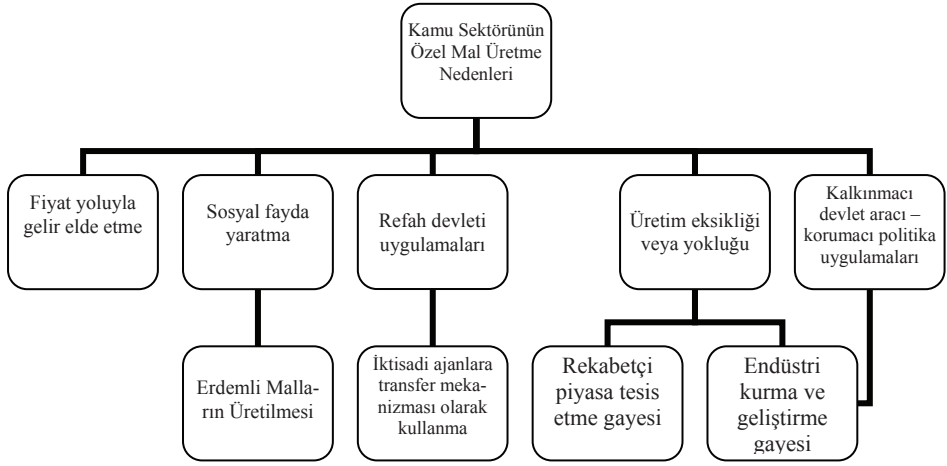 Kamu Sektörünün
Özel Mal Üretme
Nedenleri
Fiyat yoluyla
gelir elde etme
Sosyal fayda
yaratma
Refah devleti
uygulamaları
Üretim eksikliği
veya yokluğu
Kalkınmacı
devlet aracı –
korumacı politika
uygulamaları
Erdemli Malla-
rın Üretilmesi
İktisadi ajanlara
transfer meka-
nizması olarak
kullanma
Rekabetçi
piyasa tesis
etme gayesi
Endüstri
kurma ve
geliştirme
gayesi